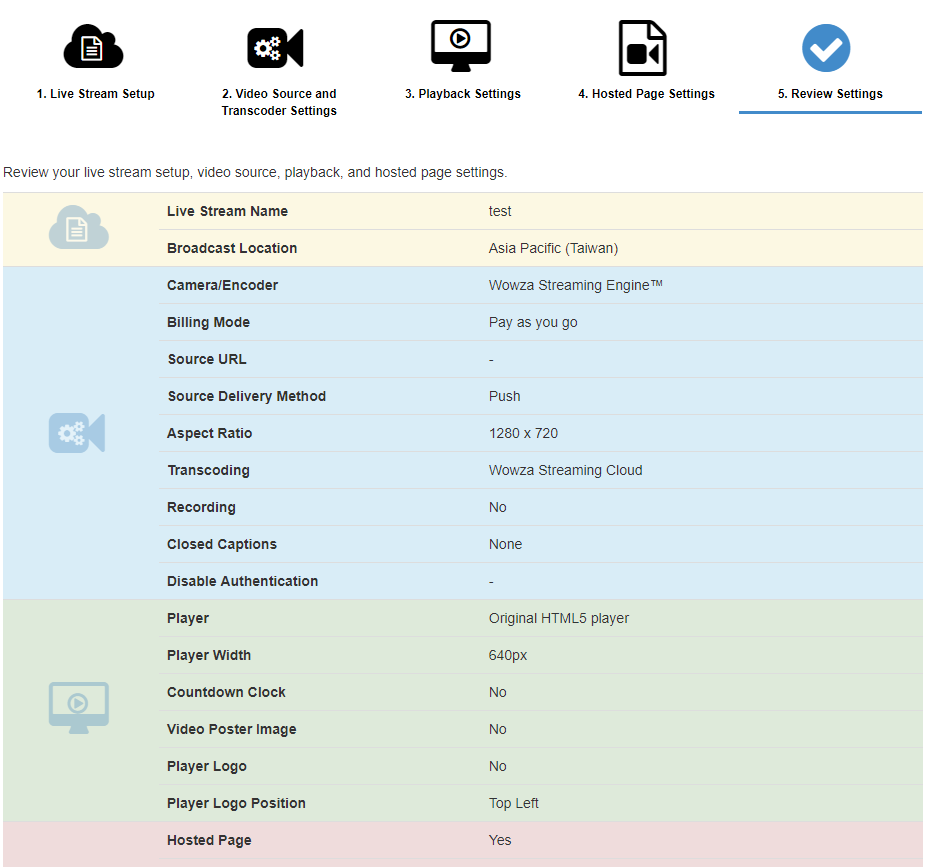 1. Live Stream Setup
2. Video Source and
Transcoder Settings
3. Playback Settings
4. Hosted Page Settings
5. Review Settings
Review your live stream setup, video source, playback, and hosted page settings.
Live Stream Name test
Broadcast Location Asia Pacific (Taiwan)
Camera/Encoder Wowza Streaming Engine™
Billing Mode Pay as you go
Source URL -
Source Delivery Method Push
Aspect Ratio 1280 x 720
Transcoding Wowza Streaming Cloud
Recording No
Closed Captions None
Disable Authentication -
Player Original HTML5 player
Player Width 640px
Countdown Clock No
Video Poster Image No
Player Logo No
Player Logo Position Top Left
Hosted Page Yes